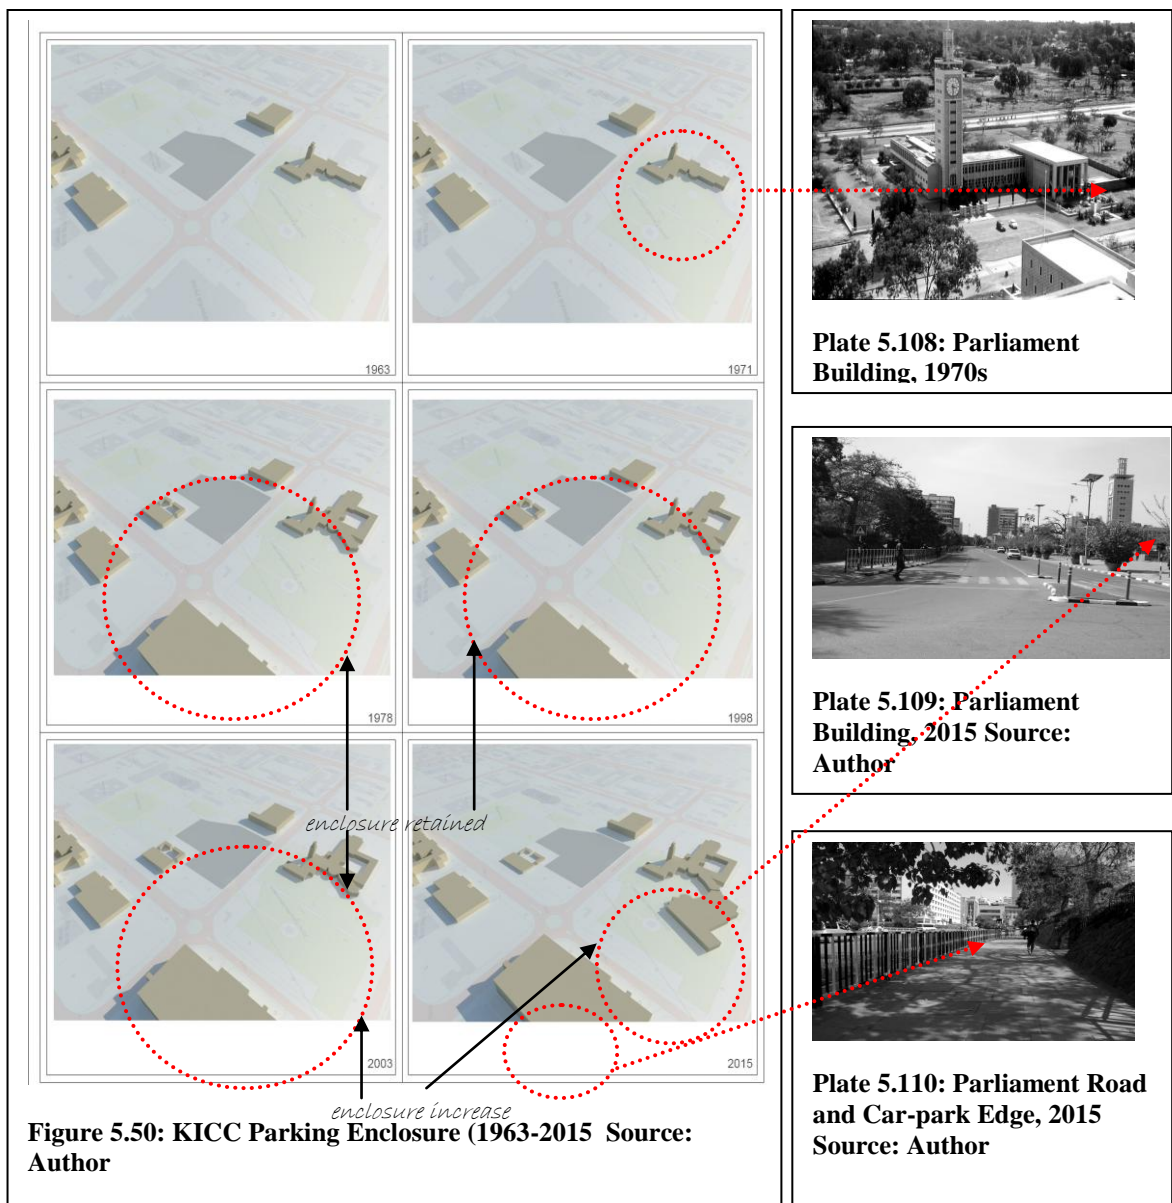 1963
1971
1978
1998
enclosure retained
2003
2015
enclosure increase
Figure 5.50: KICC Parking Enclosure (1963-2015 Source:
Author
Plate 5.108: Parliament
Building, 1970s
Plate 5.109: Parliament
Building, 2015 Source:
Author
Plate 5.110: Parliament Road
and Car-park Edge, 2015
Source: Author